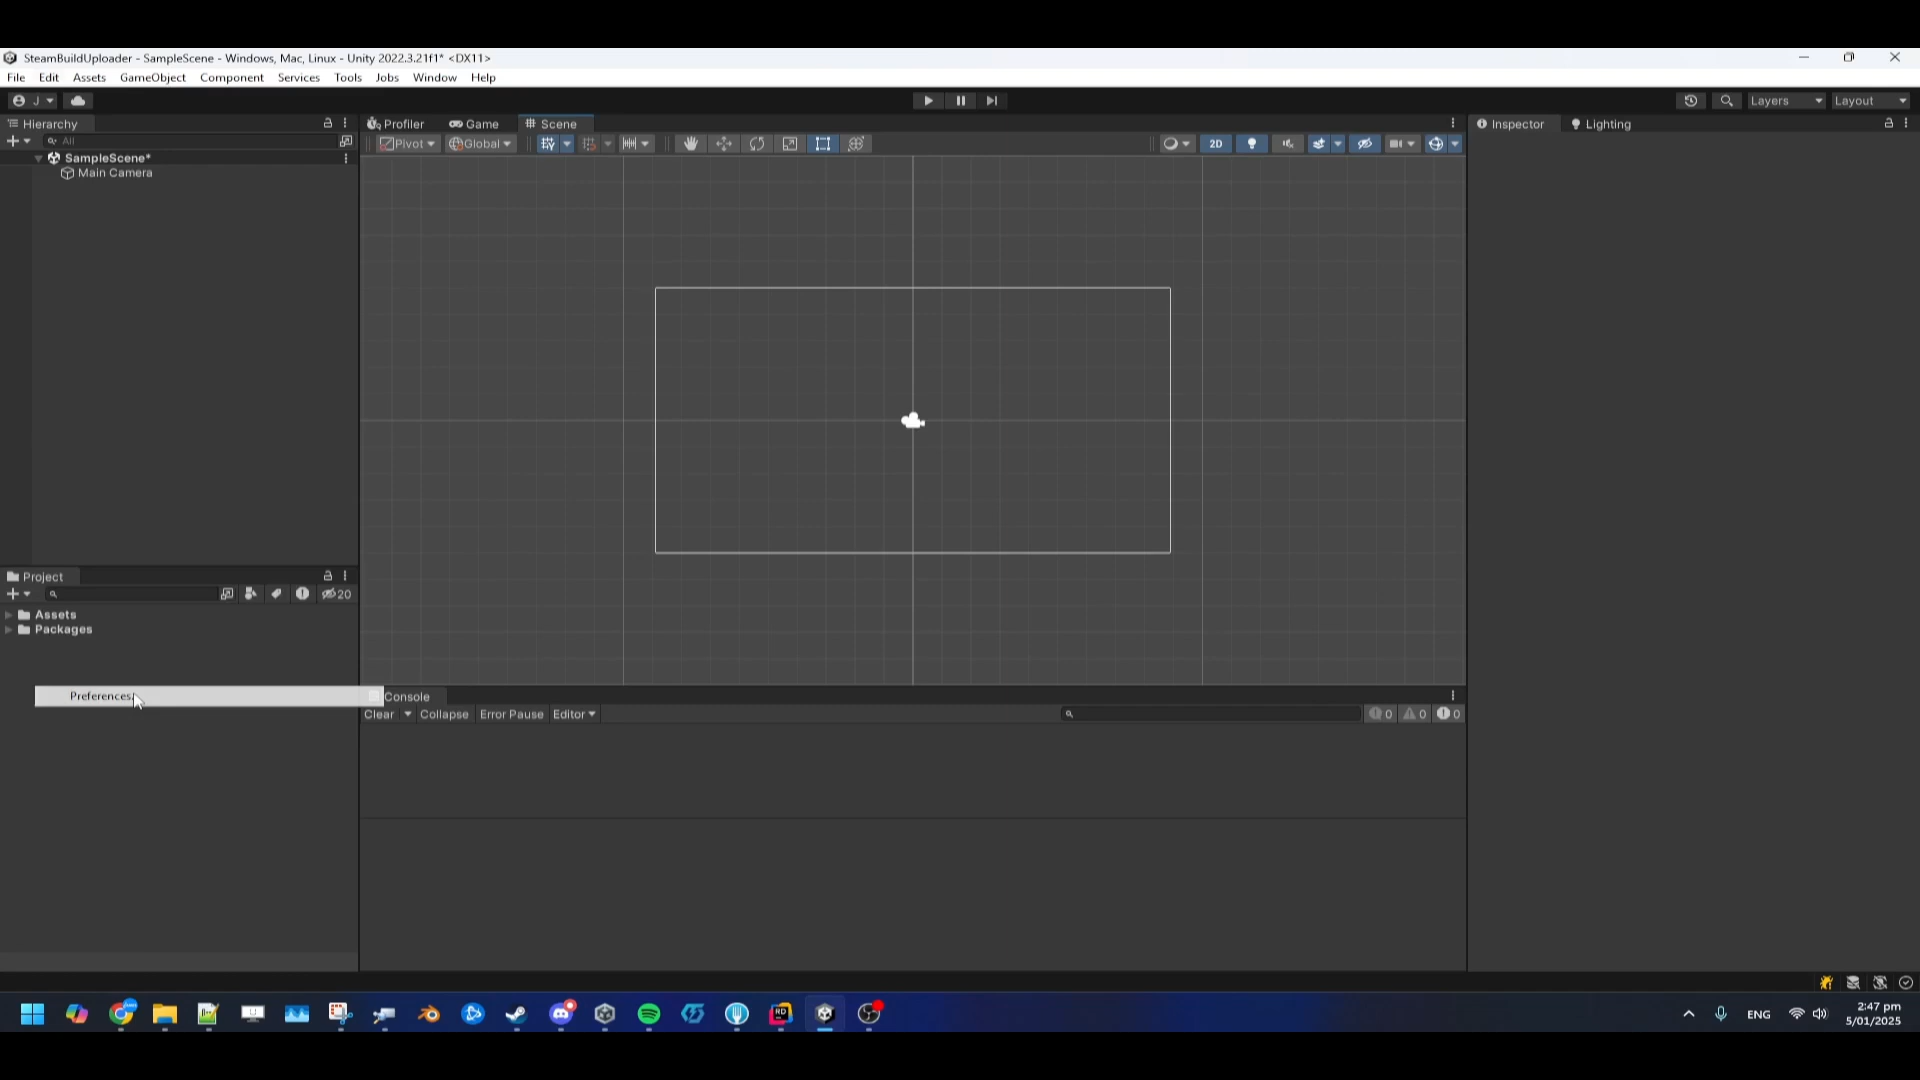 SteamBuildUploader - SampleScene - Windows, Mac, Linux - Unity 2022.3.21f1* <DX11>
File Edit Assets GameObject Component Services Tools Jobs Window Help
J Layers Layout
Hierarchy Profiler Game Scene Inspector Lighting
All Pivot Global 2D
SampleScene*
Main Camera
Project
20
Assets
Packages
Preferences... Console
Clear Collapse Error Pause Editor 0 0 0
RD
ENG 2:47 pm
5/01/2025